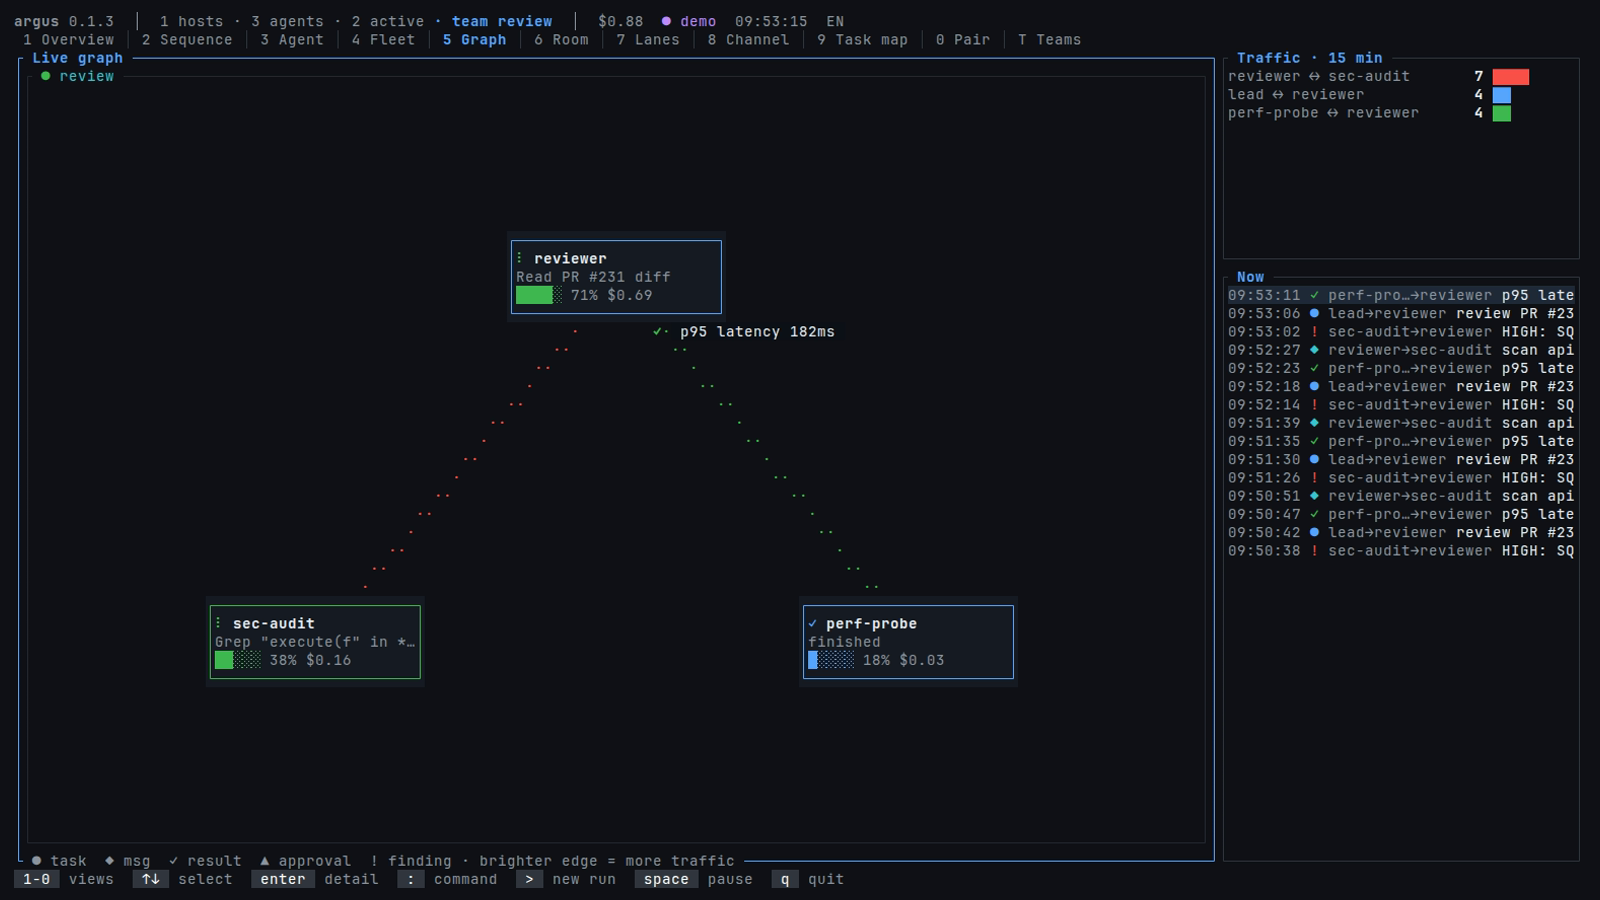 argus 0.1.3 │ 1 hosts · 3 agents · 2 active · team review │ $0.88 ● demo 09:53:15 EN
1 Overview │ 2 Sequence │ 3 Agent │ 4 Fleet │ 5 Graph │ 6 Room │ 7 Lanes │ 8 Channel │ 9 Task map │ 0 Pair │ T Teams
Live graph
● review
reviewer
Read PR #231 diff
71% $0.69
✓· p95 latency 182ms
sec-audit
Grep "execute(f" in *…
38% $0.16
✓ perf-probe
finished
18% $0.03
● task ◆ msg ✓ result ▲ approval ! finding · brighter edge = more traffic
Traffic · 15 min
reviewer ↔ sec-audit 7
lead ↔ reviewer 4
perf-probe ↔ reviewer 4
Now
09:53:11 ✓ perf-pro…→reviewer p95 late
09:53:06 ● lead→reviewer review PR #23
09:53:02 ! sec-audit→reviewer HIGH: SQ
09:52:27 ◆ reviewer→sec-audit scan api
09:52:23 ✓ perf-pro…→reviewer p95 late
09:52:18 ● lead→reviewer review PR #23
09:52:14 ! sec-audit→reviewer HIGH: SQ
09:51:39 ◆ reviewer→sec-audit scan api
09:51:35 ✓ perf-pro…→reviewer p95 late
09:51:30 ● lead→reviewer review PR #23
09:51:26 ! sec-audit→reviewer HIGH: SQ
09:50:51 ◆ reviewer→sec-audit scan api
09:50:47 ✓ perf-pro…→reviewer p95 late
09:50:42 ● lead→reviewer review PR #23
09:50:38 ! sec-audit→reviewer HIGH: SQ
1-0 views ↑↓ select enter detail : command > new run space pause q quit